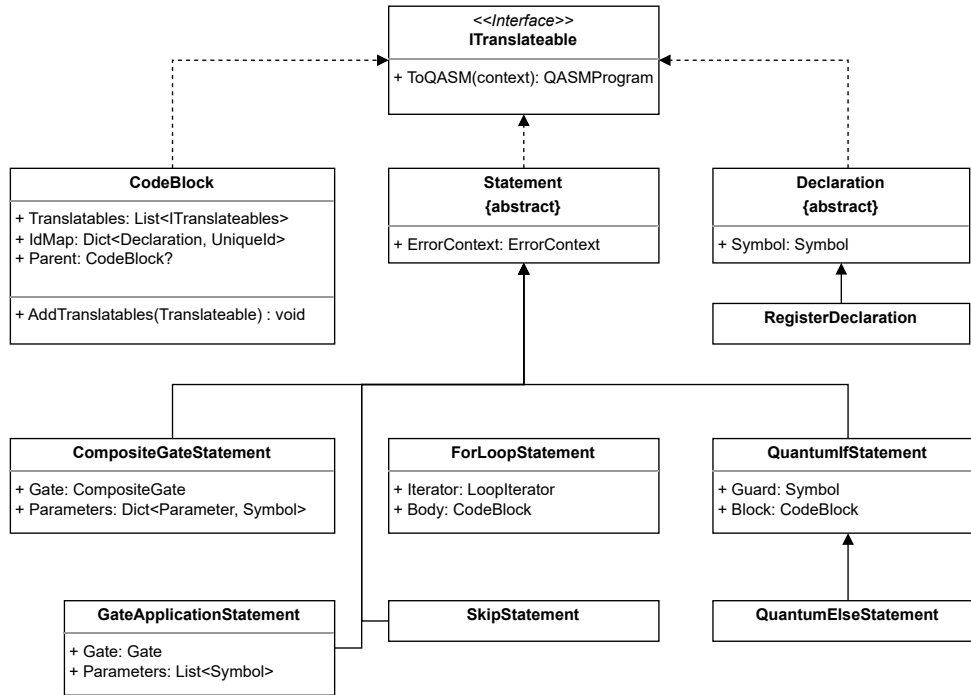 <<Interface>>
ITranslateable
+ ToQASM(context): QASMProgram
CodeBlock
+ Translatables: List<ITranslateables>
+ IdMap: Dict<Declaration, UniqueId>
+ Parent: CodeBlock?
+ AddTranslatables(Translateable) : void
Statement
{abstract}
+ ErrorContext: ErrorContext
Declaration
{abstract}
+ Symbol: Symbol
RegisterDeclaration
CompositeGateStatement
+ Gate: CompositeGate
+ Parameters: Dict<Parameter, Symbol>
ForLoopStatement
+ Iterator: LoopIterator
+ Body: CodeBlock
QuantumIfStatement
+ Guard: Symbol
+ Block: CodeBlock
GateApplicationStatement
+ Gate: Gate
+ Parameters: List<Symbol>
SkipStatement
QuantumElseStatement